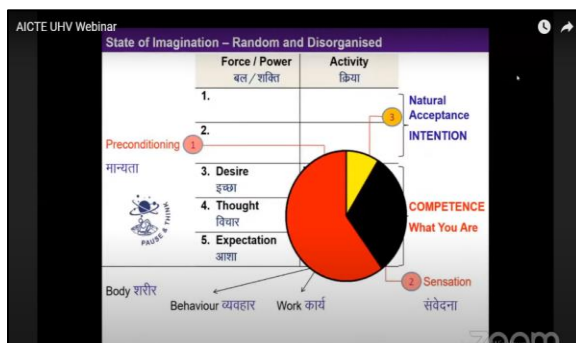 AICTE UHV Webinar
State of Imagination – Random and Disorganised
Force / Power
बल / शक्ति
Activity
क्रिया
1.
2.
3. Desire
इच्छा
4. Thought
विचार
5. Expectation
आशा
Preconditioning 1
मान्यता
PAUSE & THINK
3 Natural
Acceptance
INTENTION
COMPETENCE
What You Are
2 Sensation
संवेदना
Body शरीर
Behaviour व्यवहार
Work कार्य
zoom